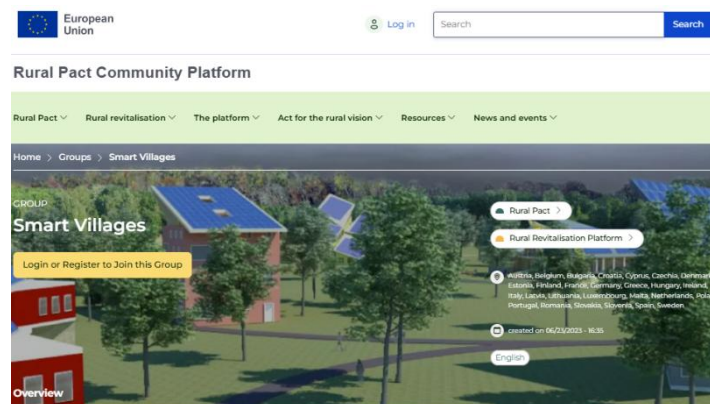 European
Union
Log in
Search
Search
Rural Pact Community Platform
Rural Pact
Rural revitalisation
The platform
Act for the rural vision
Resources
News and events
Home > Groups > Smart Villages
GROUP
Smart Villages
Login or Register to Join this Group
Rural Pact >
Rural Revitalisation Platform >
Austria, Belgium, Bulgaria, Croatia, Cyprus, Czechia, Denmark
Estonia, Finland, France, Germany, Greece, Hungary, Ireland,
Italy, Latvia, Lithuania, Luxembourg, Malta, Netherlands, Pola
Portugal, Romania, Slovakia, Slovenia, Spain, Sweden
created on 06/23/2023 - 16:35
English
Overview